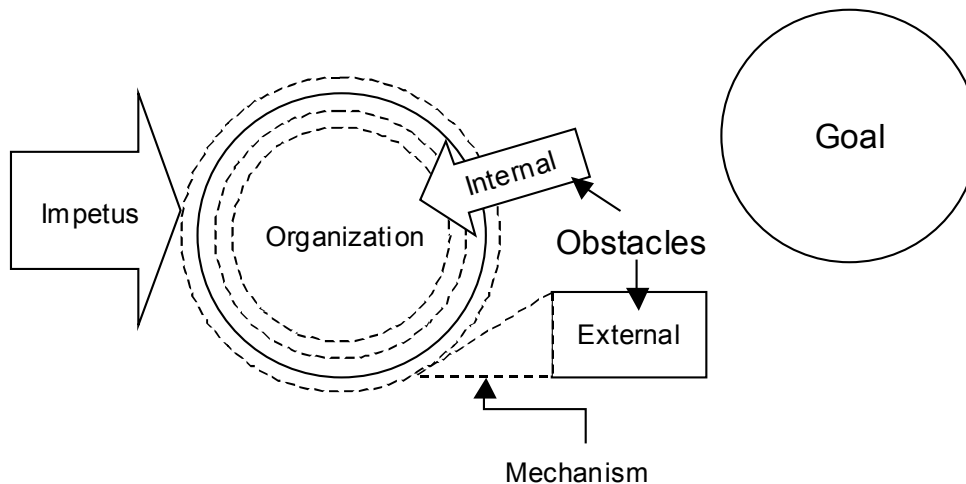 Goal
Impetus
Internal
Organization
Obstacles
External
Mechanism